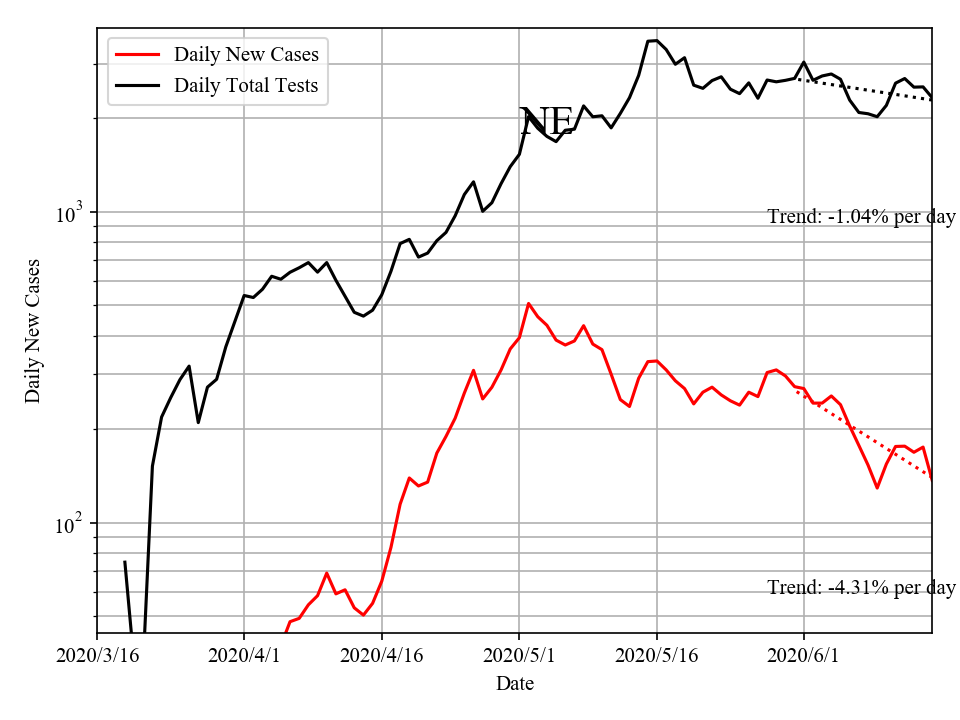 Daily New Cases
Daily Total Tests
NE
10³
Trend: -1.04% per day
Daily New Cases
10²
Trend: -4.31% per day
2020/3/16 2020/4/1 2020/4/16 2020/5/1 2020/5/16 2020/6/1
Date